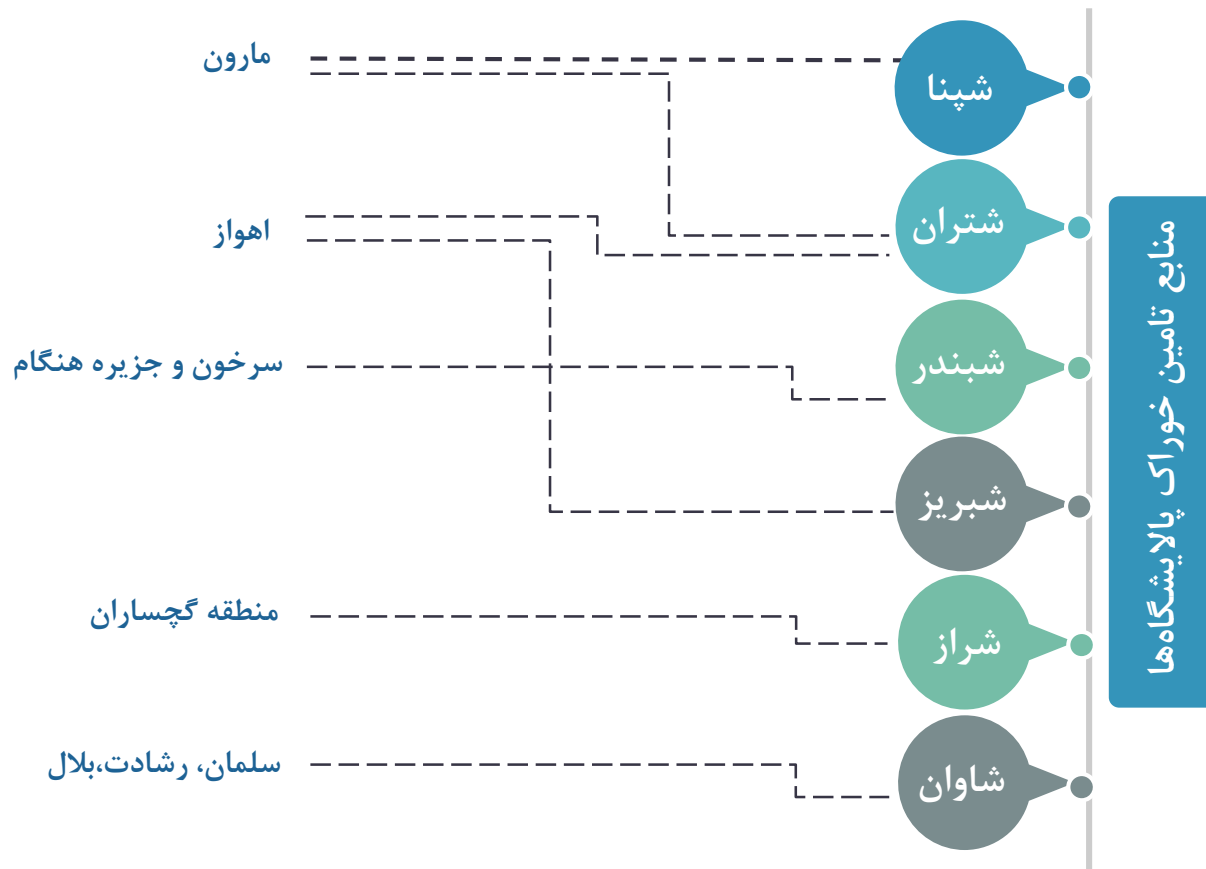 منابع تامین خوراک پالایشگاه‌ها
شپنا
مارون
شتران
اهواز
شبندر
سرخون و جزیره هنگام
شبریز
شراز
منطقه گچساران
شاوان
سلمان، رشادت،بلال